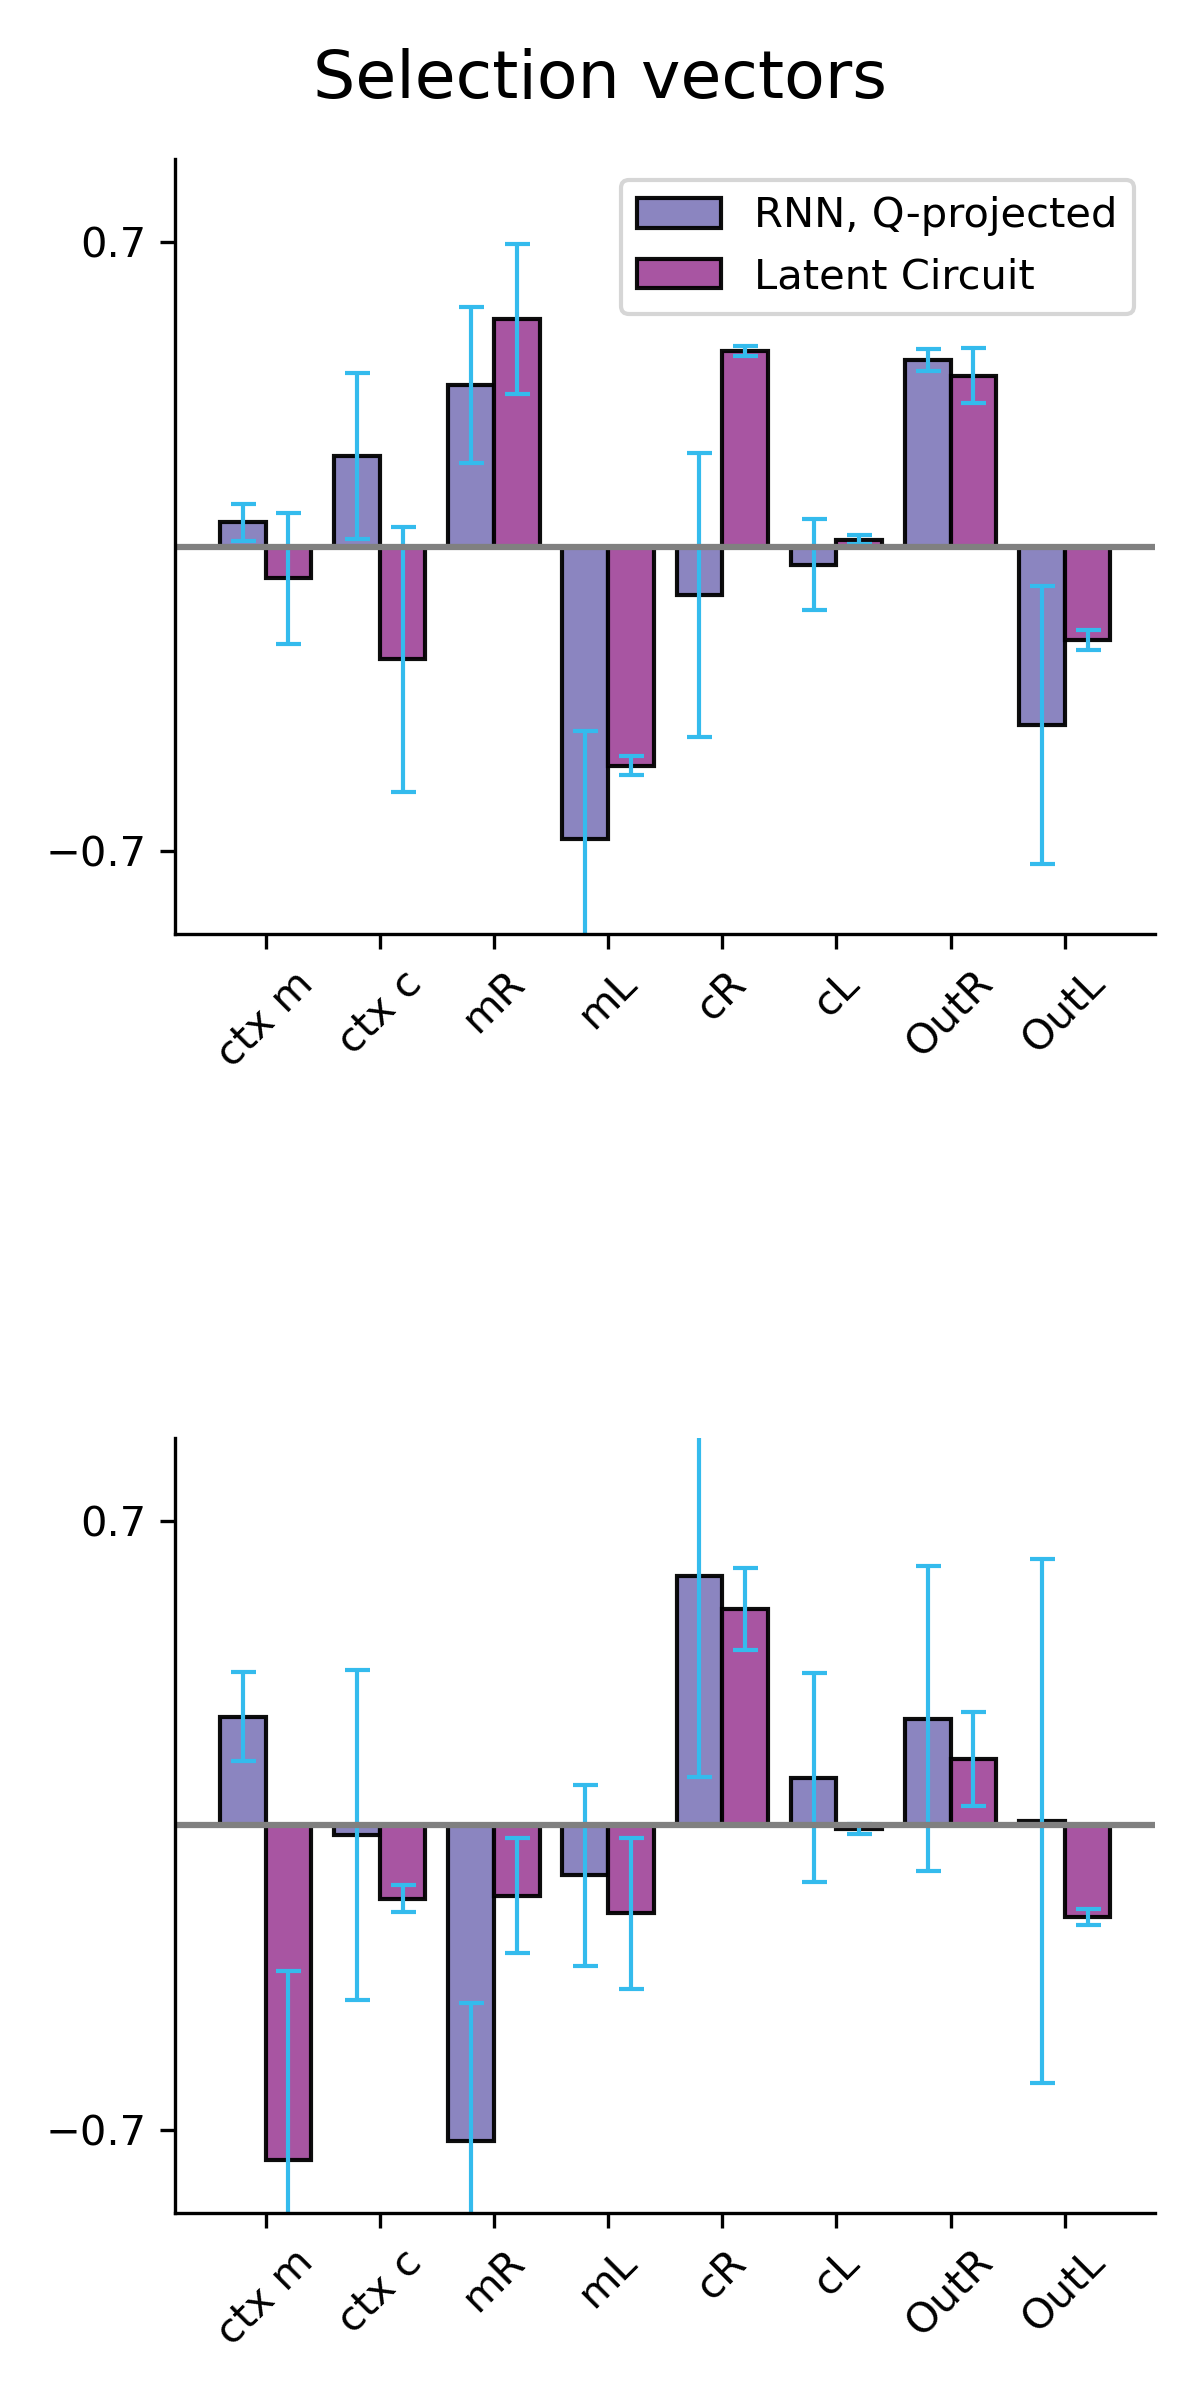 Selection vectors
0.7
−0.7
RNN, Q-projected
Latent Circuit
ctx m
ctx c
mR
mL
cR
cL
OutR
OutL
0.7
−0.7
ctx m
ctx c
mR
mL
cR
cL
OutR
OutL